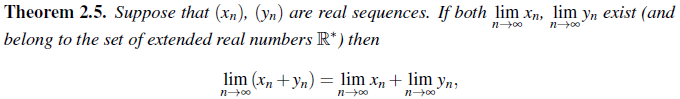 Theorem 2.5. Suppose that (xₙ), (yₙ) are real sequences. If both lim xₙ, lim yₙ exist (and
n→∞ n→∞
belong to the set of extended real numbers ℝ*) then
lim (xₙ + yₙ) = lim xₙ + lim yₙ,
n→∞ n→∞ n→∞